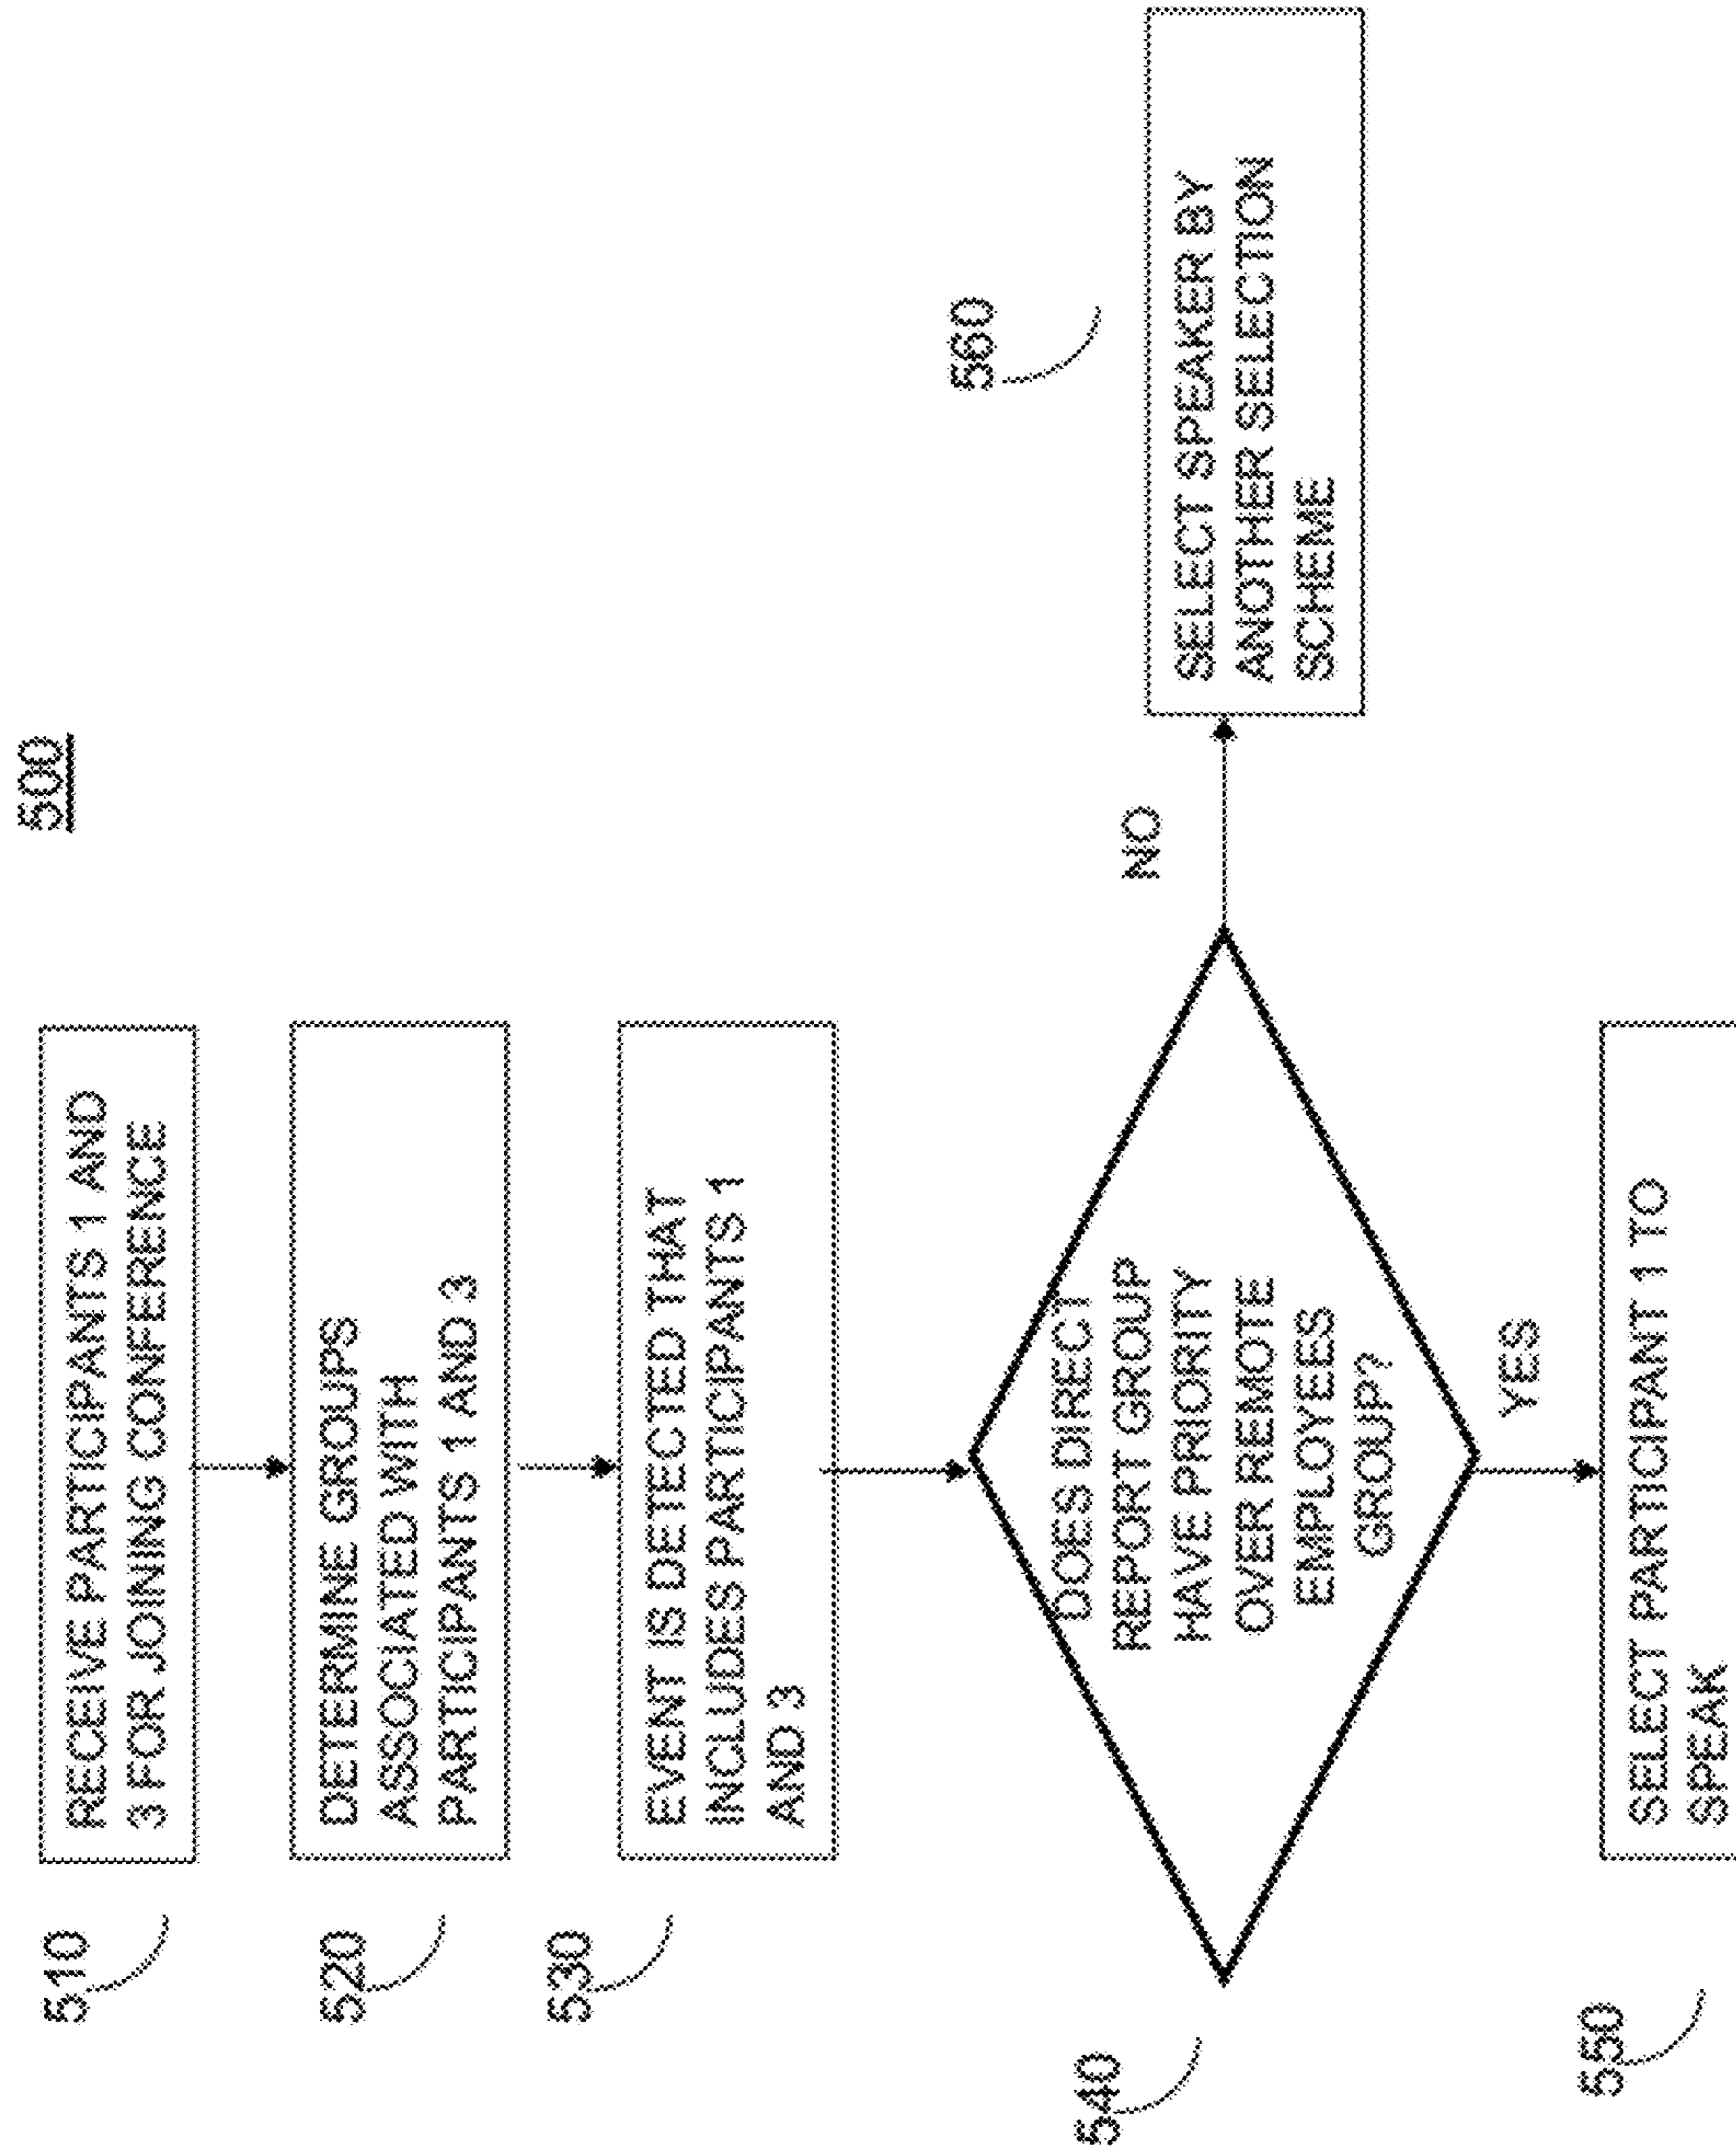 500
510
RECEIVE PARTICIPANTS 1 AND
3 FOR JOINING CONFERENCE
520
DETERMINE GROUPS
ASSOCIATED WITH
PARTICIPANTS 1 AND 3
530
EVENT IS DETECTED THAT
INCLUDES PARTICIPANTS 1
AND 3
540
DOES DIRECT
REPORT GROUP
HAVE PRIORITY
OVER REMOTE
EMPLOYEES
GROUP?
NO
560
SELECT SPEAKER BY
ANOTHER SELECTION
SCHEME
YES
550
SELECT PARTICIPANT 1 TO
SPEAK